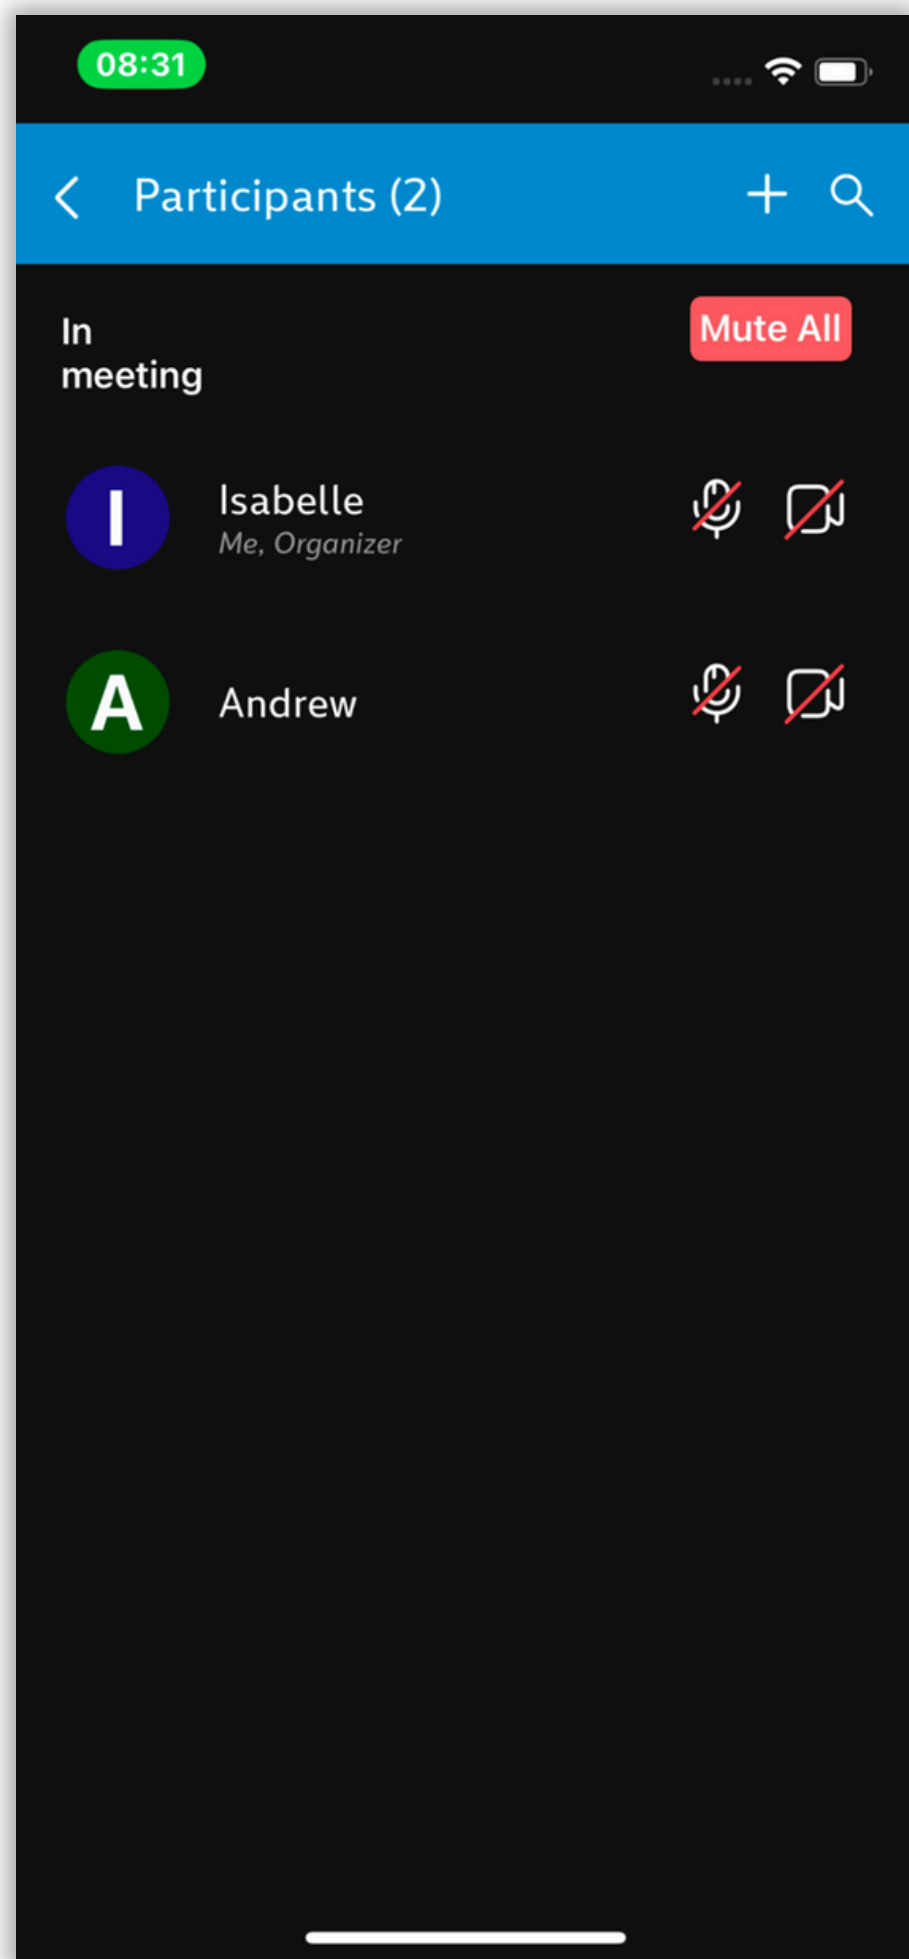 08:31
Participants (2)
In
meeting
Mute All
I
Isabelle
Me, Organizer
A
Andrew